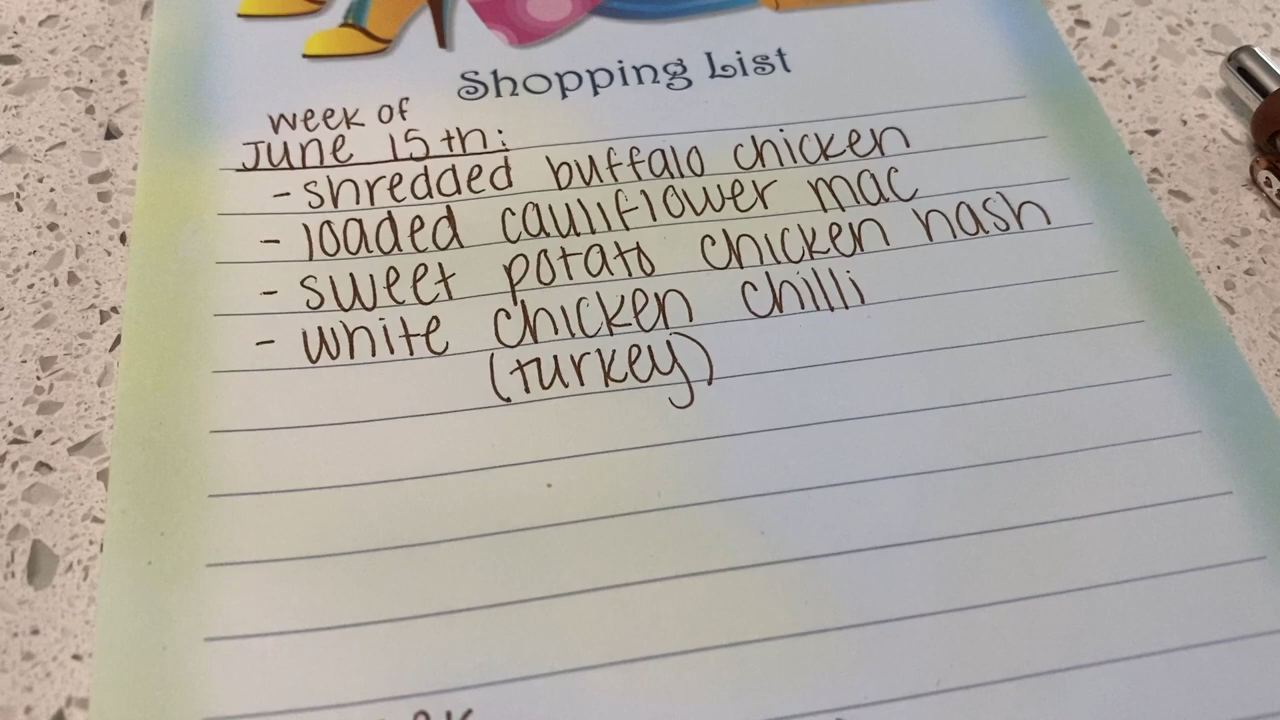 Shopping List
week of
June 15th:
- shredded buffalo chicken
- loaded cauliflower mac
- sweet potato chicken hash
- white chicken chilli
(turkey)